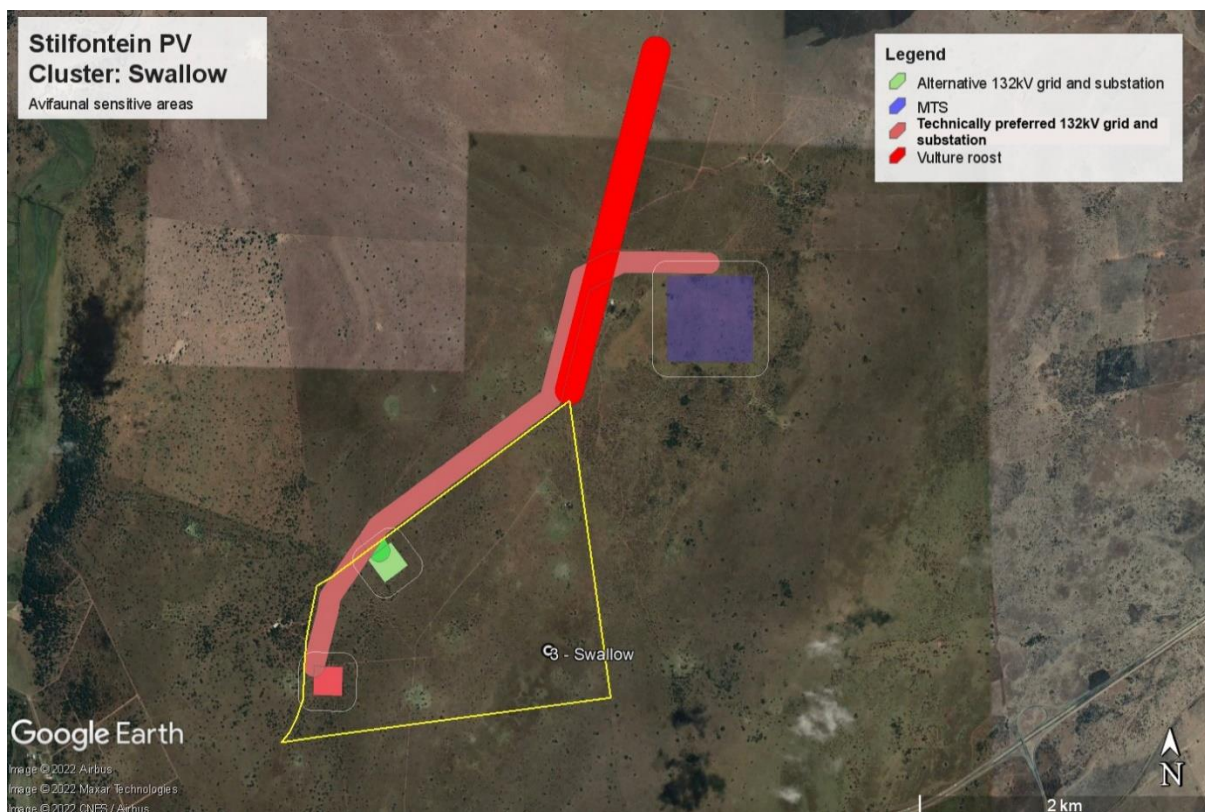 Stilfontein PV
Cluster: Swallow
Avifaunal sensitive areas
Legend
Alternative 132kV grid and substation
MTS
Technically preferred 132kV grid and
substation
Vulture roost
3 - Swallow
Google Earth
Image © 2022 Airbus
Image © 2022 Maxar Technologies
Image © 2022 CNES / Airbus
N
2 km